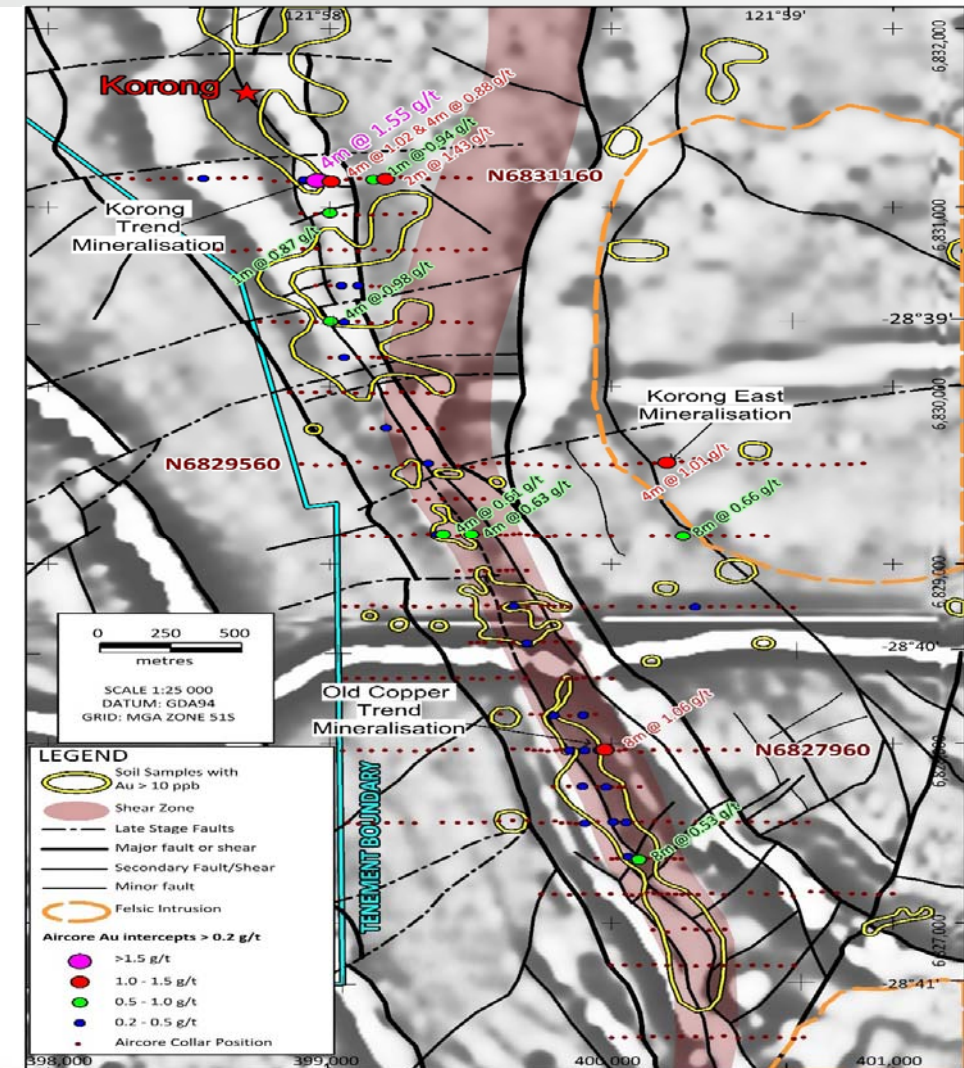 121°58'
121°59'
6,832,000
Korong
4m @ 1.55 g/t
4m @ 1.02 & 4m @ 0.88 g/t
1m @ 0.94 g/t
2m @ 1.43 g/t
N6831160
Korong
Trend
Mineralisation
6,831,000
1m @ 0.87 g/t
4m @ 0.98 g/t
-28°39'
6,830,000
Korong East
Mineralisation
N6829560
4m @ 1.01 g/t
4m @ 0.61 g/t
4m @ 0.63 g/t
8m @ 0.66 g/t
6,829,000
0 250 500
metres
SCALE 1:25 000
DATUM: GDA94
GRID: MGA ZONE 51S
-28°40'
Old Copper
Trend
Mineralisation
8m @ 1.06 g/t
N6827960
LEGEND
Soil Samples with
Au > 10 ppb
Shear Zone
Late Stage Faults
Major fault or shear
Secondary Fault/Shear
Minor fault
Felsic Intrusion
Aircore Au intercepts > 0.2 g/t
>1.5 g/t
1.0 - 1.5 g/t
0.5 - 1.0 g/t
0.2 - 0.5 g/t
Aircore Collar Position
TENEMENT BOUNDARY
8m @ 0.53 g/t
6,827,000
-28°41'
398,000
399,000
400,000
401,000